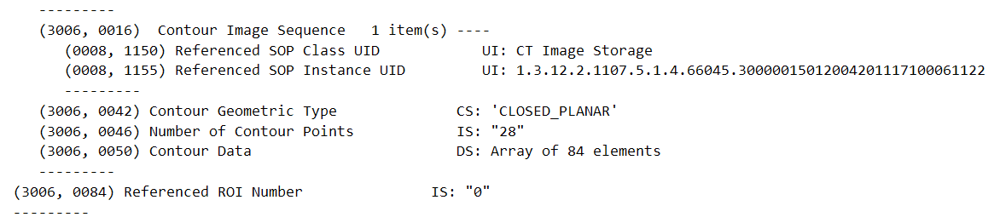 ---------
(3006, 0016)  Contour Image Sequence   1 item(s) ----
(0008, 1150) Referenced SOP Class UID            UI: CT Image Storage
(0008, 1155) Referenced SOP Instance UID         UI: 1.3.12.2.1107.5.1.4.66045.30000015012004201117100061122
---------
(3006, 0042) Contour Geometric Type              CS: 'CLOSED_PLANAR'
(3006, 0046) Number of Contour Points            IS: "28"
(3006, 0050) Contour Data                        DS: Array of 84 elements
---------
(3006, 0084) Referenced ROI Number               IS: "0"
---------